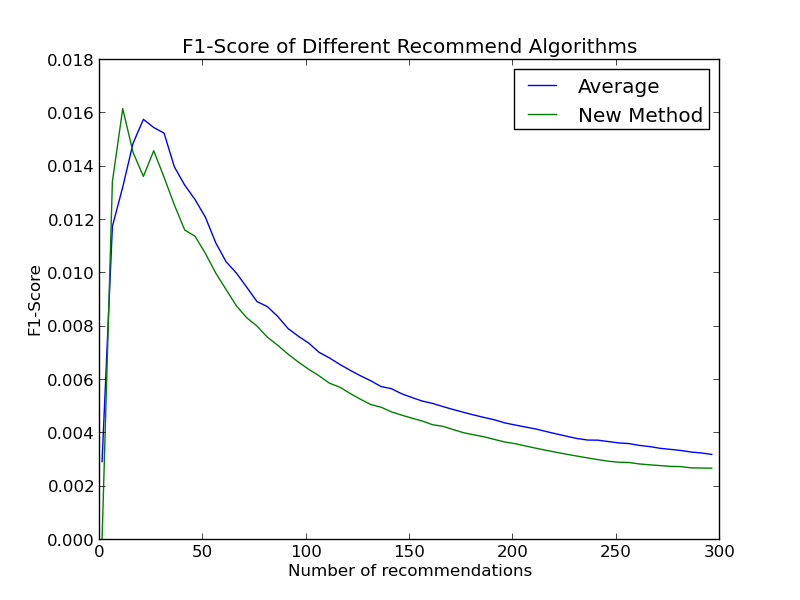 F1-Score of Different Recommend Algorithms
0.018
0.016
0.014
0.012
0.010
0.008
0.006
0.004
0.002
0.000
F1-Score
Average
New Method
0 50 100 150 200 250 300
Number of recommendations